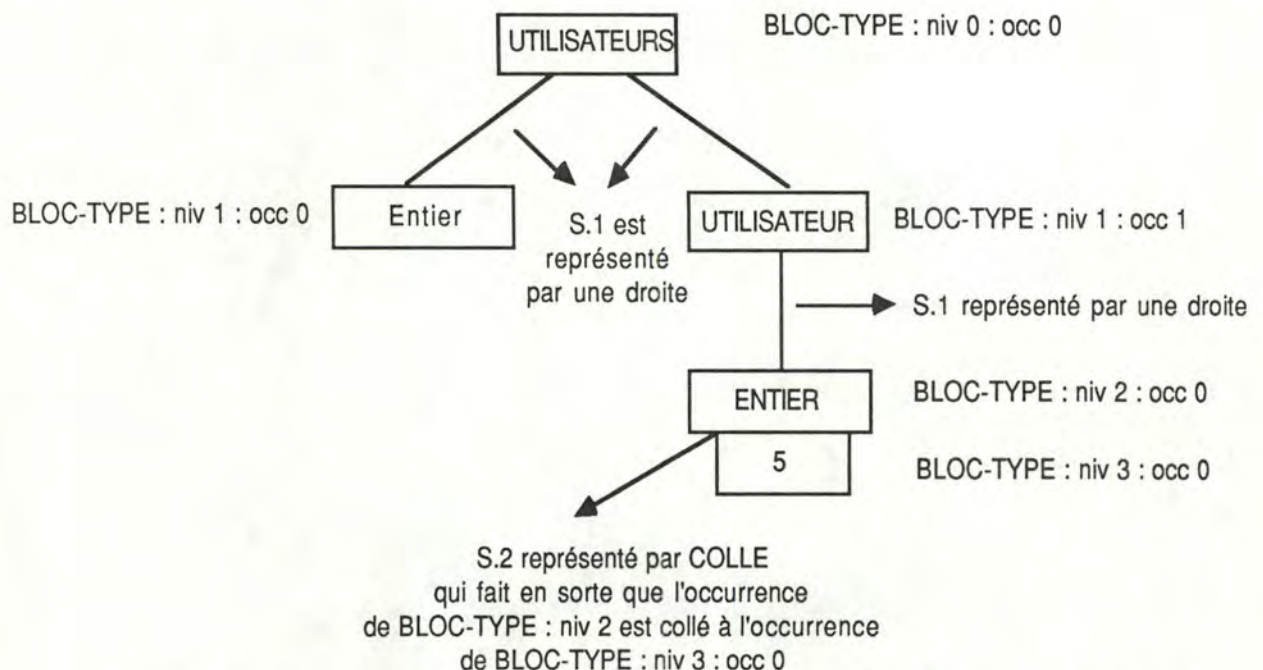 UTILISATEURS
BLOC-TYPE : niv 0 : occ 0
BLOC-TYPE : niv 1 : occ 0
Entier
S.1 est
représenté
par une droite
UTILISATEUR
BLOC-TYPE : niv 1 : occ 1
S.1 représenté par une droite
ENTIER
BLOC-TYPE : niv 2 : occ 0
5
BLOC-TYPE : niv 3 : occ 0
S.2 représenté par COLLE
qui fait en sorte que l'occurrence
de BLOC-TYPE : niv 2 est collé à l'occurrence
de BLOC-TYPE : niv 3 : occ 0